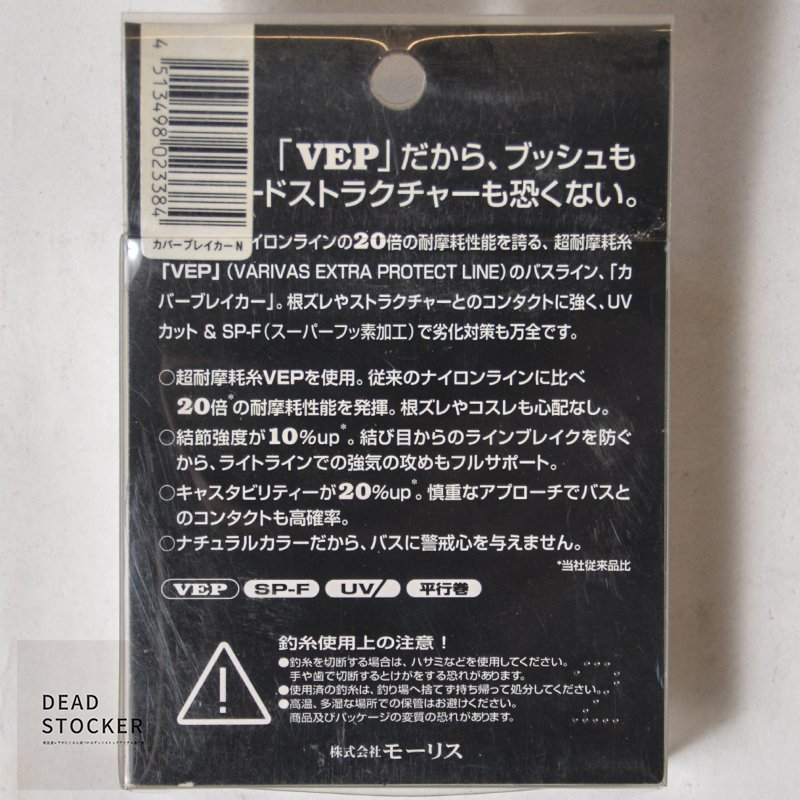 4 513498 023384
カバーブレイカーN
「VEP」だから、ブッシュも
ードストラクチャーも恐くない。
イロンラインの20倍の耐摩耗性能を誇る、超耐摩耗糸
「VEP」(VARIVAS EXTRA PROTECT LINE)のバスライン、「カ
バーブレイカー」。根ズレやストラクチャーとのコンタクトに強く、UV
カット & SP-F(スーパーフッ素加工)で劣化対策も万全です。
○超耐摩耗糸VEPを使用。従来のナイロンラインに比べ
20倍*の耐摩耗性能を発揮。根ズレやコスレも心配なし。
○結節強度が10%up*。結び目からのラインブレイクを防ぐ
から、ライトラインでの強気の攻めもフルサポート。
○キャスタビリティーが20%up*。慎重なアプローチでバスと
のコンタクトも高確率。
○ナチュラルカラーだから、バスに警戒心を与えません。
*当社従来品比
VEP SP-F UV 平行巻
釣糸使用上の注意!
●釣糸を切断する場合は、ハサミなどを使用してください。
手や歯で切断するとけがをする恐れがあります。
●使用済の釣糸は、釣り場へ捨てず持ち帰って処分してください。
●高温、多湿な場所での保管はお避けください。
商品及びパッケージの変質の恐れがあります。
株式会社モーリス
DEAD
STOCKER